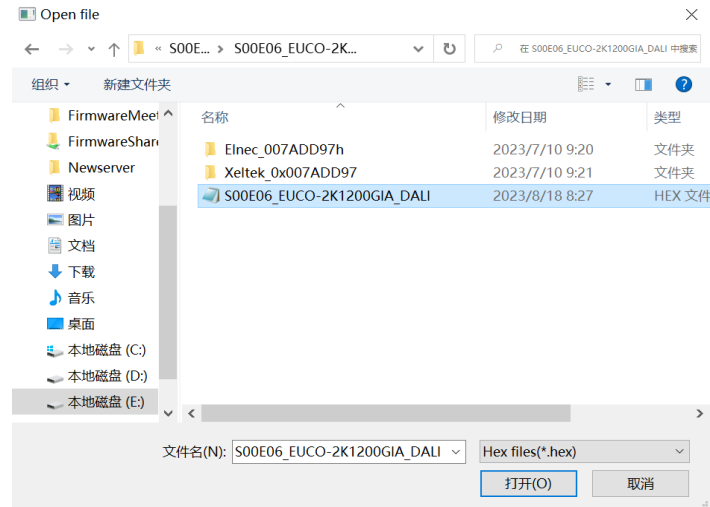 Open file
« S00E... › S00E06_EUCO-2K...
在 S00E06_EUCO-2K1200GIA_DALI 中搜索
组织 新建文件夹
FirmwareMeet
FirmwareShare
Newserver
视频
图片
文档
下载
音乐
桌面
本地磁盘 (C:)
本地磁盘 (D:)
本地磁盘 (E:)
名称 修改日期 类型
Elnec_007ADD97h 2023/7/10 9:20 文件夹
Xeltek_0x007ADD97 2023/7/10 9:21 文件夹
S00E06_EUCO-2K1200GIA_DALI 2023/8/18 8:27 HEX 文件
文件名(N): S00E06_EUCO-2K1200GIA_DALI Hex files(*.hex)
打开(O) 取消